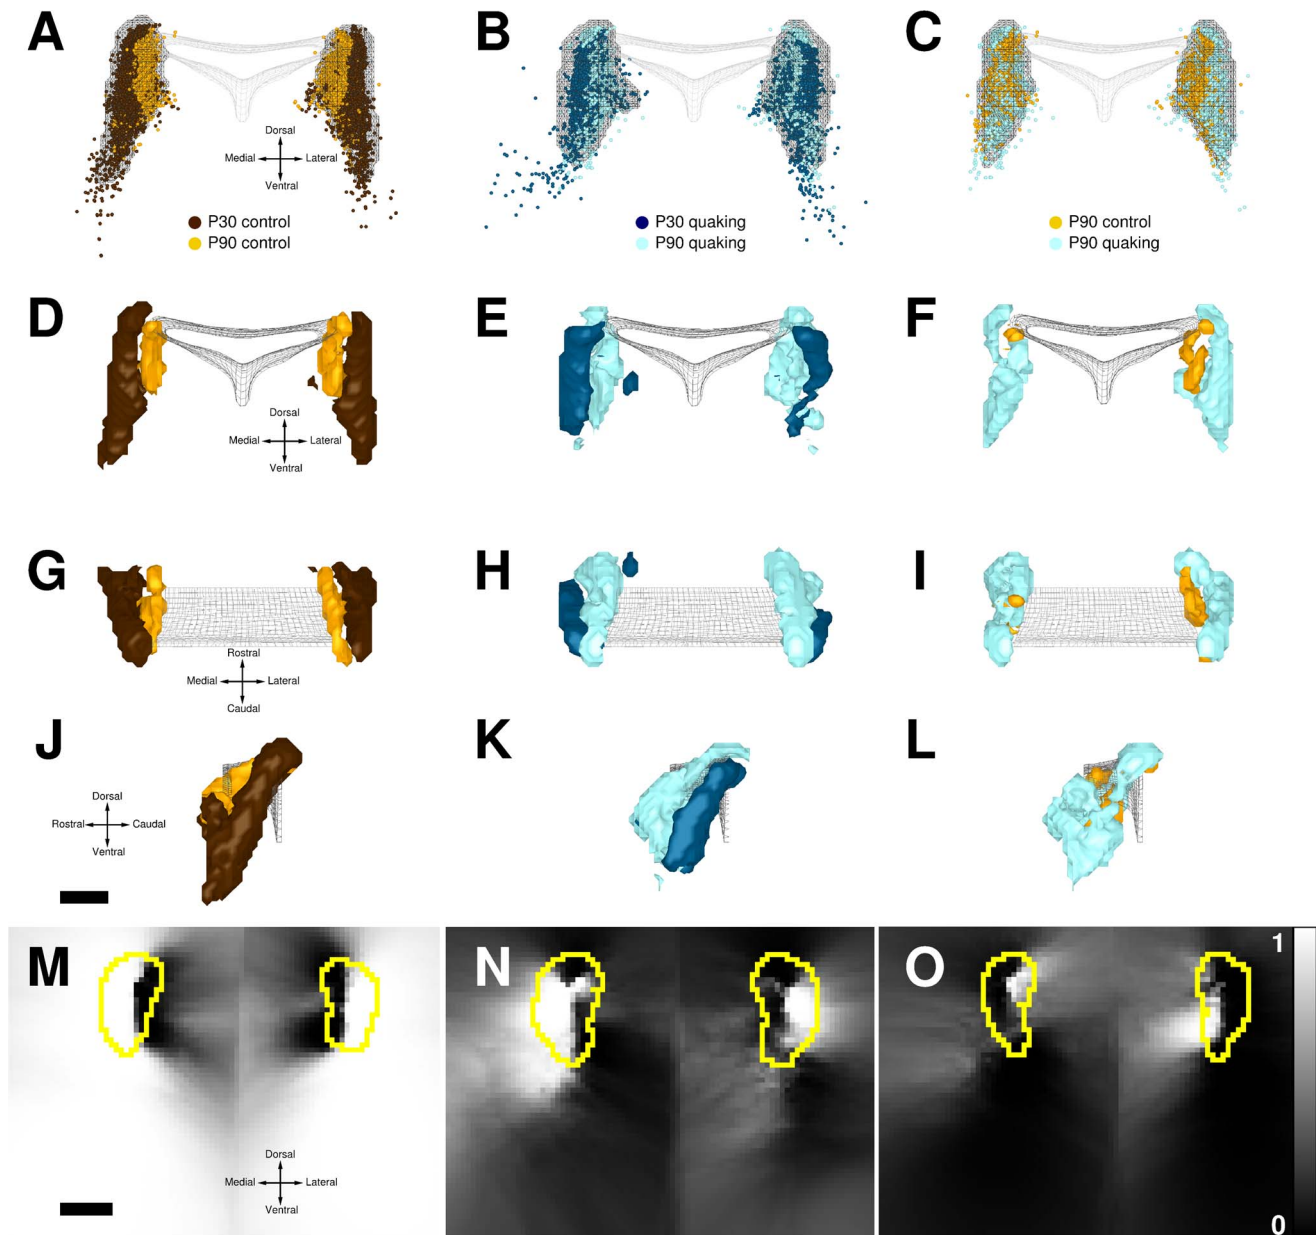 A
B
C
Dorsal
Medial
Lateral
Ventral
P30 control
P90 control
P30 quaking
P90 quaking
P90 control
P90 quaking
D
E
F
Dorsal
Medial
Lateral
Ventral
G
H
I
Rostral
Medial
Lateral
Caudal
J
K
L
Dorsal
Rostral
Caudal
Ventral
M
N
O
1
Dorsal
Medial
Lateral
Ventral
0